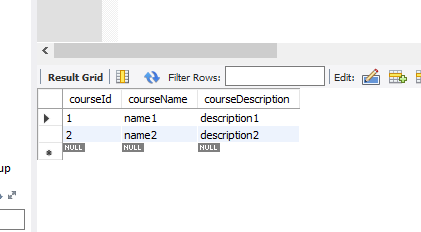 Result Grid Filter Rows: Edit:
courseId courseName courseDescription
1 name1 description1
2 name2 description2
NULL NULL NULL
up